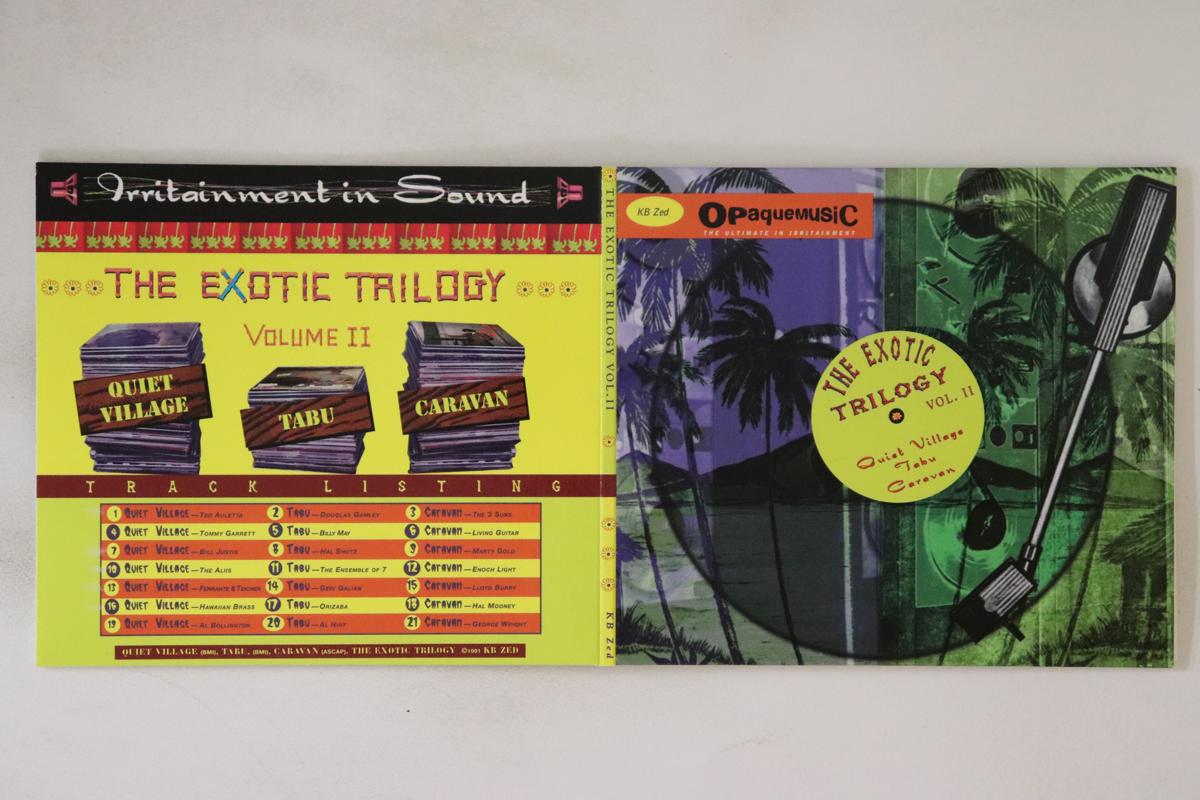 Irritainment in Sound
THE EXOTIC TRILOGY
VOLUME II
QUIET
VILLAGE
TABU
CARAVAN
TRACK LISTING
1 QUIET VILLAGE—TED AULETTA 2 TABU—DOUGLAS GAMLEY 3 CARAVAN—THE 3 SUNS
4 QUIET VILLAGE—TOMMY GARRETT 5 TABU—BILLY MAY 6 CARAVAN—LIVING GUITAR
7 QUIET VILLAGE—BILL JUSTIS 8 TABU—HAL SHUTZ 9 CARAVAN—MARTY GOLD
10 QUIET VILLAGE—THE ALIIS 11 TABU—THE ENSEMBLE OF 7 12 CARAVAN—ENOCH LIGHT
13 QUIET VILLAGE—FERRANTE & TEICHER 14 TABU—GERI GALIAN 15 CARAVAN—LLOYD BURRY
16 QUIET VILLAGE—HAWAIIAN BRASS 17 TABU—ORIZABA 18 CARAVAN—HAL MOONEY
19 QUIET VILLAGE—AL BOLLINGTON 20 TABU—AL HIRT 21 CARAVAN—GEORGE WRIGHT
QUIET VILLAGE (BMI), TABU, (BMI), CARAVAN (ASCAP). THE EXOTIC TRILOGY ©1991 KB ZED
THE EXOTIC TRILOGY VOL. II
KB Zed
KB Zed
OPaqueMUSiC
THE ULTIMATE IN IRRITAINMENT
THE EXOTIC
TRILOGY
VOL. II
Quiet Village
Tabu
Caravan